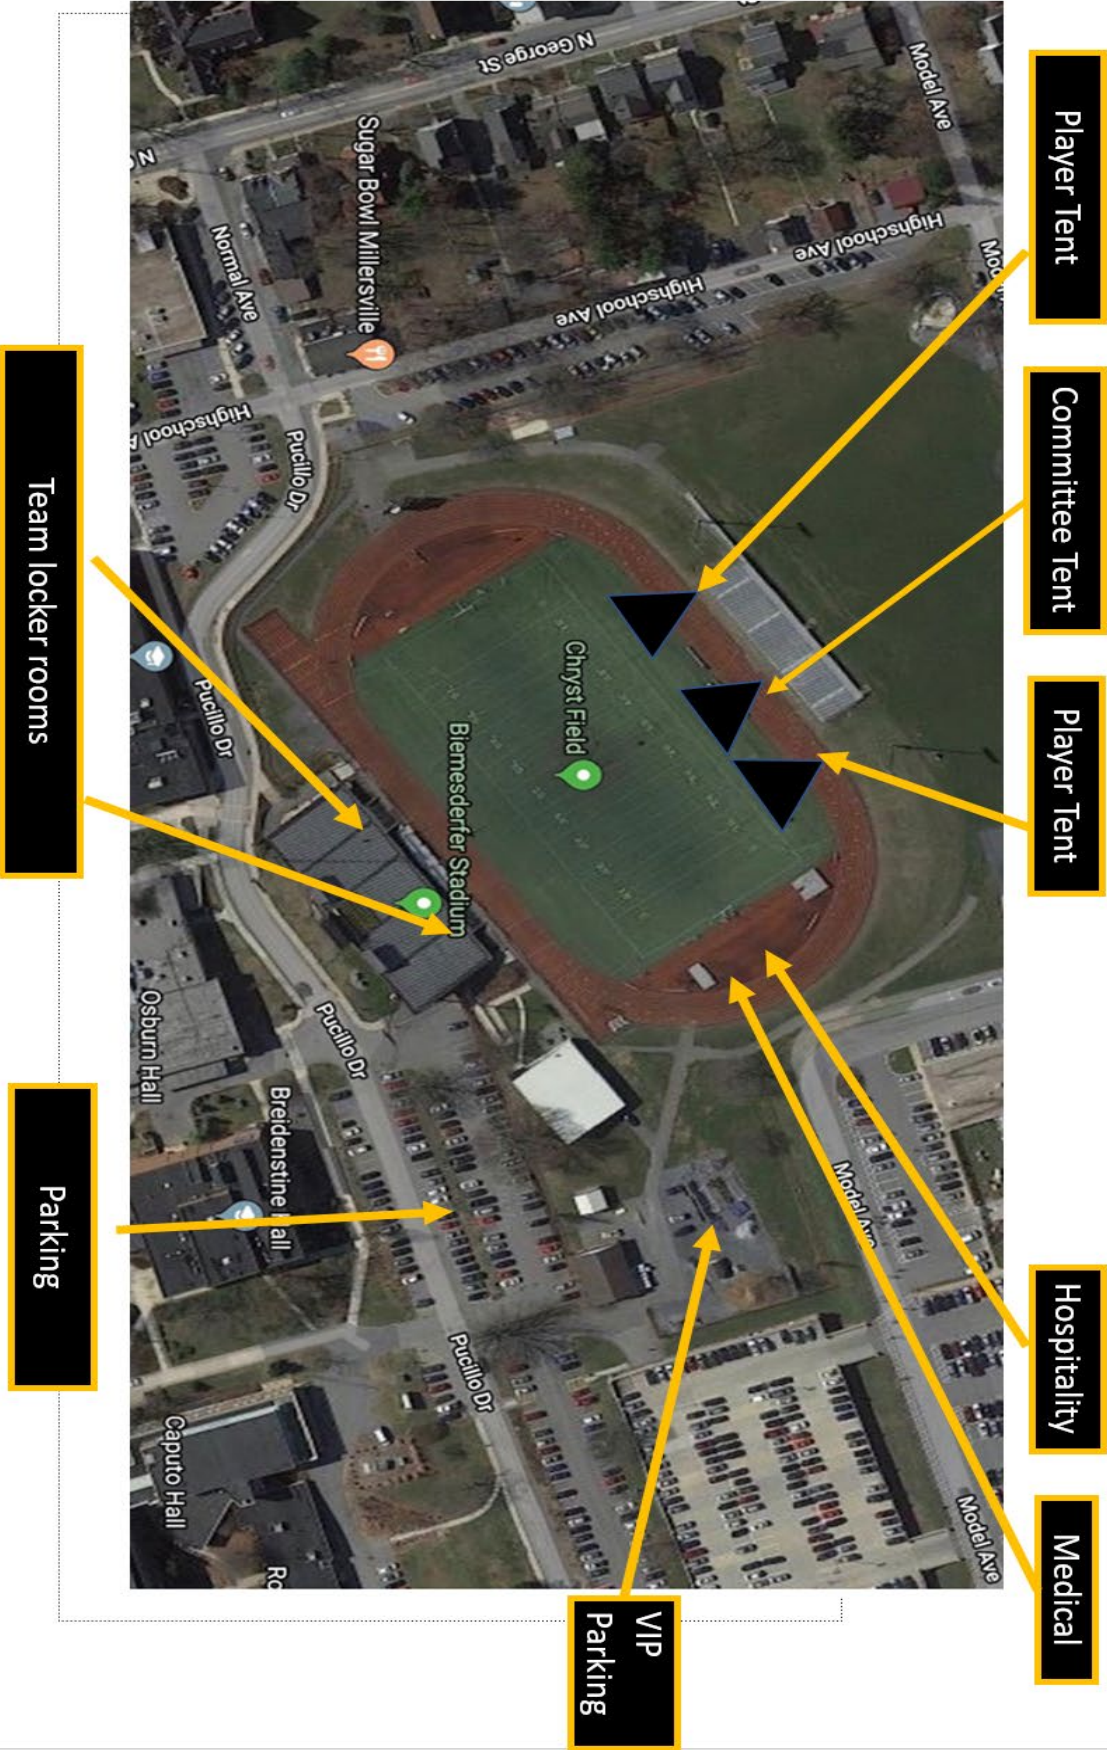 Player Tent
Committee Tent
Player Tent
Hospitality
Medical
N George St
Model Ave
Highschool Ave
Highschool Ave
Sugar Bowl Millersville
Normal Ave
Highschool A
Pucillo Dr
Chryst Field
Biemesderfer Stadium
Pucillo Dr
Pucillo Dr
Osburn Hall
Breidenstine Hall
Model Ave
Pucillo Dr
Caputo Hall
Model Ave
Team locker rooms
Parking
VIP
Parking